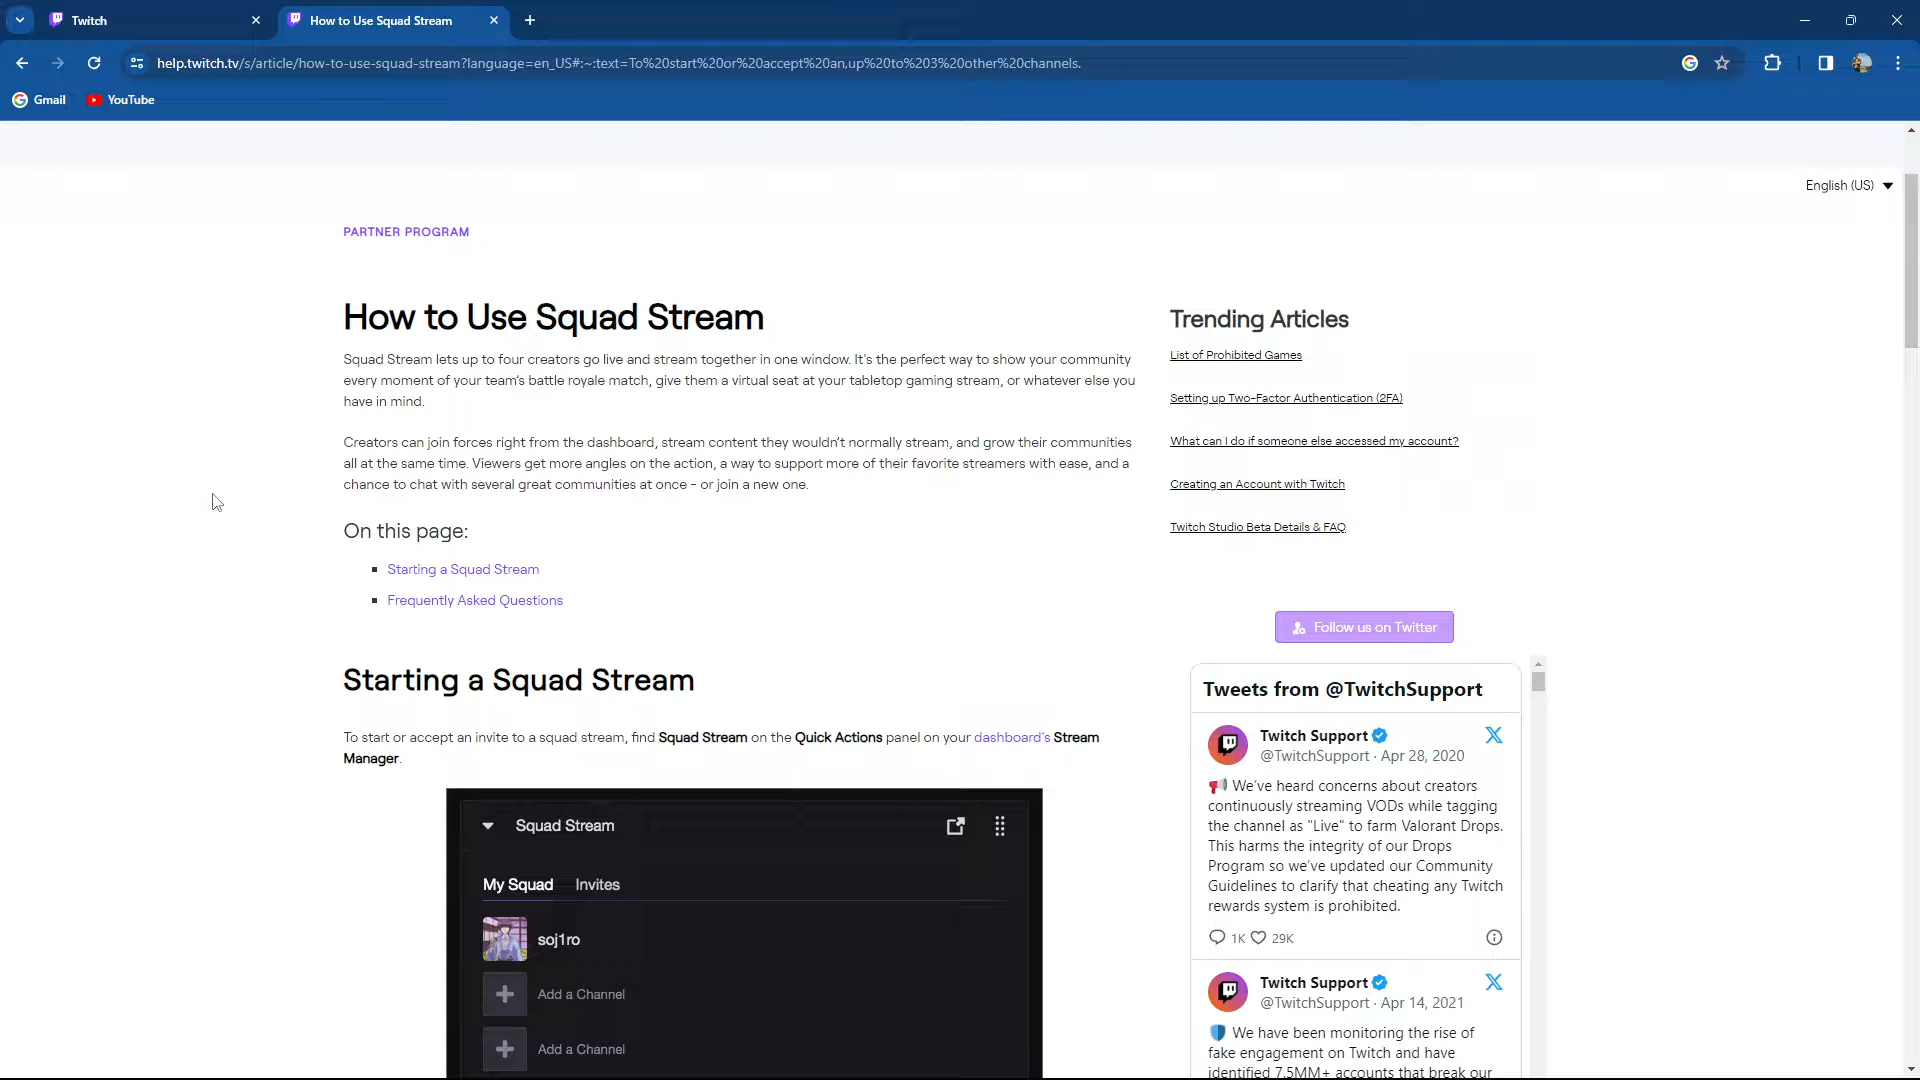 Twitch
How to Use Squad Stream
help.twitch.tv/s/article/how-to-use-squad-stream?language=en_US#:~:text=To%20start%20or%20accept%20an,up%20to%203%20other%20channels.
Gmail
YouTube
English (US)
PARTNER PROGRAM
How to Use Squad Stream
Squad Stream lets up to four creators go live and stream together in one window. It's the perfect way to show your community
every moment of your team's battle royale match, give them a virtual seat at your tabletop gaming stream, or whatever else you
have in mind.
Creators can join forces right from the dashboard, stream content they wouldn't normally stream, and grow their communities
all at the same time. Viewers get more angles on the action, a way to support more of their favorite streamers with ease, and a
chance to chat with several great communities at once - or join a new one.
On this page:
Starting a Squad Stream
Frequently Asked Questions
Starting a Squad Stream
To start or accept an invite to a squad stream, find Squad Stream on the Quick Actions panel on your dashboard's Stream
Manager.
Squad Stream
My Squad Invites
soj1ro
Add a Channel
Add a Channel
Trending Articles
List of Prohibited Games
Setting up Two-Factor Authentication (2FA)
What can I do if someone else accessed my account?
Creating an Account with Twitch
Twitch Studio Beta Details & FAQ
Follow us on Twitter
Tweets from @TwitchSupport
Twitch Support
@TwitchSupport · Apr 28, 2020
📢 We've heard concerns about creators
continuously streaming VODs while tagging
the channel as "Live" to farm Valorant Drops.
This harms the integrity of our Drops
Program so we've updated our Community
Guidelines to clarify that cheating any Twitch
rewards system is prohibited.
1K 29K
Twitch Support
@TwitchSupport · Apr 14, 2021
🛡️ We have been monitoring the rise of
fake engagement on Twitch and have
identified 7.5MM+ accounts that break our